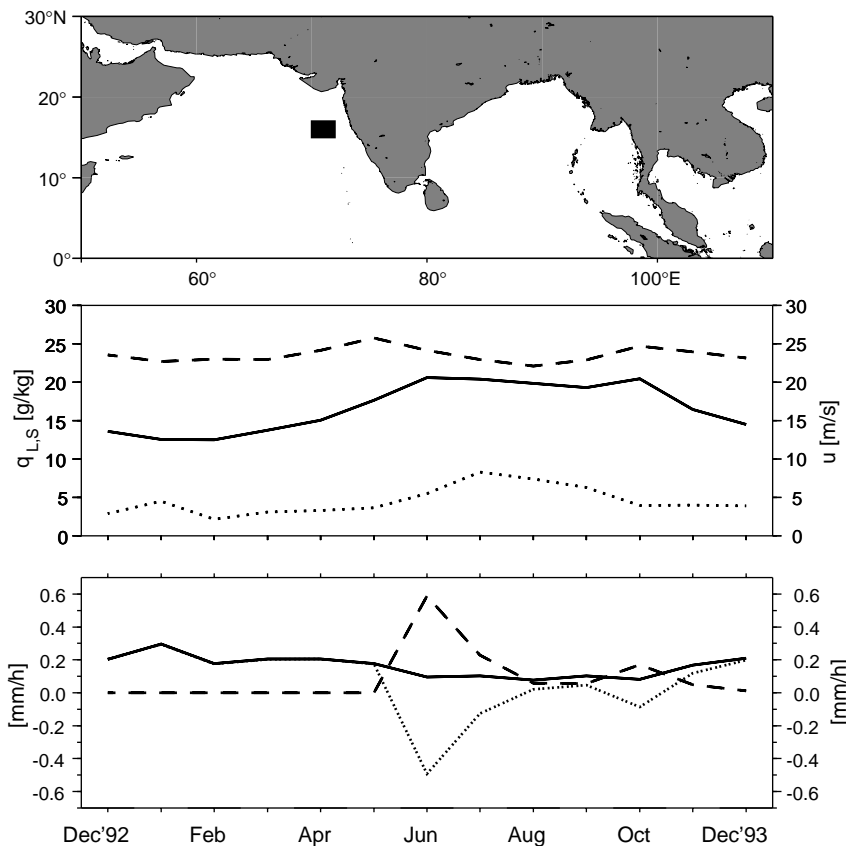 30°N
20°
10°
0°
60° 80° 100°E
30 30
25 25
20 20
15 15
10 10
5 5
0 0
q L,S [g/kg]
u [m/s]
0.6 0.6
0.4 0.4
0.2 0.2
0.0 0.0
-0.2 -0.2
-0.4 -0.4
-0.6 -0.6
[mm/h]
[mm/h]
Dec'92 Feb Apr Jun Aug Oct Dec'93